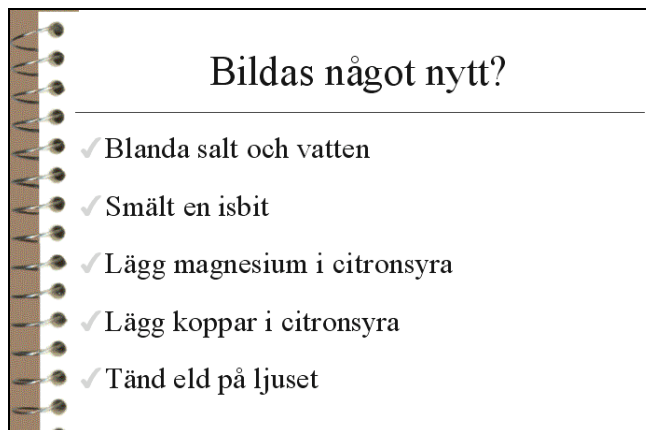 Bildas något nytt?
Blanda salt och vatten
Smält en isbit
Lägg magnesium i citronsyra
Lägg koppar i citronsyra
Tänd eld på ljuset